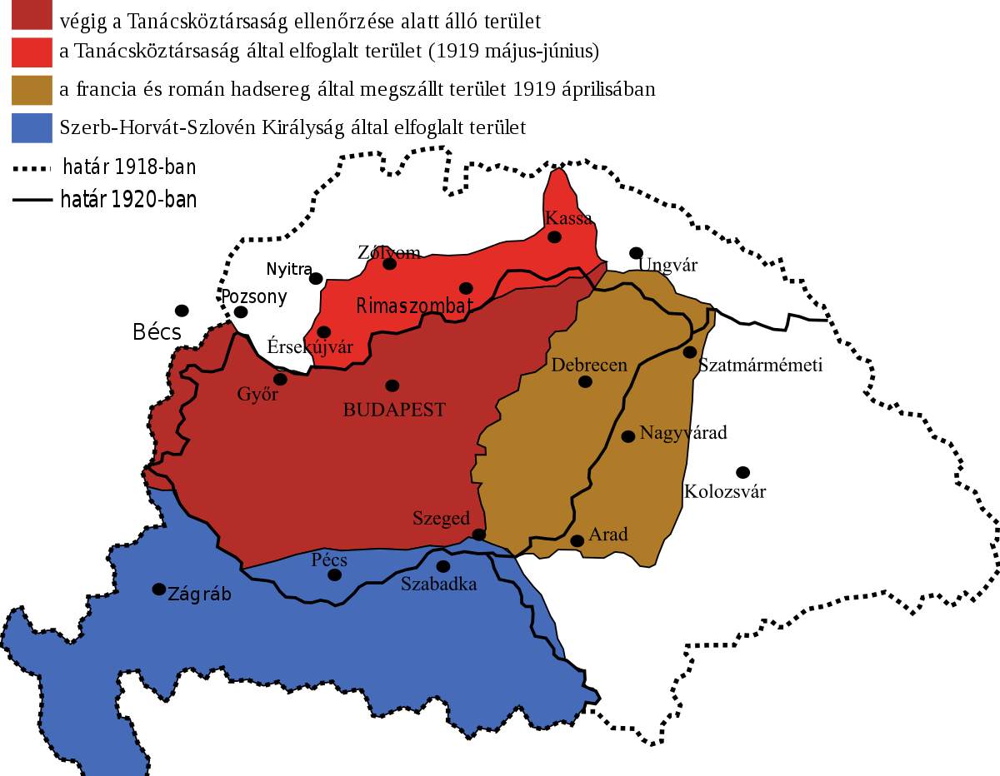 végig a Tanácsköztársaság ellenőrzése alatt álló terület
a Tanácsköztársaság által elfoglalt terület (1919 május-június)
a francia és román hadsereg által megszállt terület 1919 áprilisában
Szerb-Horvát-Szlovén Királyság által elfoglalt terület
határ 1918-ban
határ 1920-ban
Kassa
Zólyom
Ungvár
Nyitra
Pozsony
Rimaszombat
Bécs
Érsekújvár
Szatmármémeti
Debrecen
Győr
BUDAPEST
Nagyvárad
Kolozsvár
Szeged
Arad
Pécs
Szabadka
Zágráb